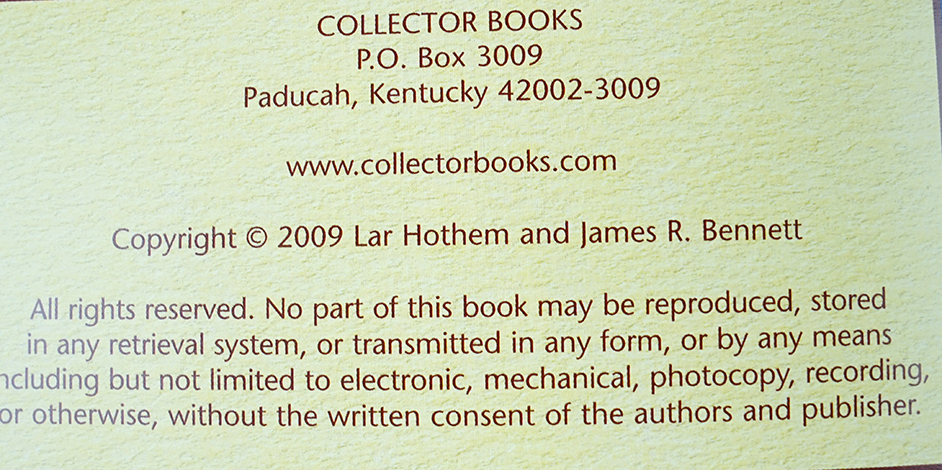 COLLECTOR BOOKS
P.O. Box 3009
Paducah, Kentucky 42002-3009
www.collectorbooks.com
Copyright © 2009 Lar Hothem and James R. Bennett
All rights reserved. No part of this book may be reproduced, stored
in any retrieval system, or transmitted in any form, or by any means
ncluding but not limited to electronic, mechanical, photocopy, recording,
or otherwise, without the written consent of the authors and publisher.